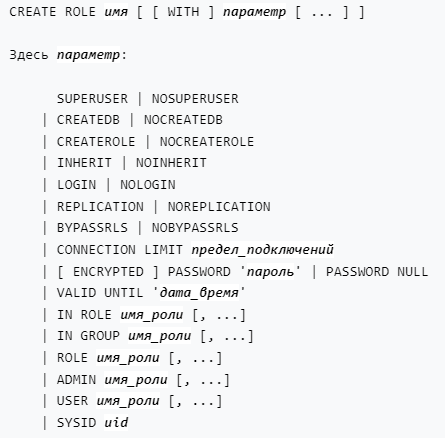 CREATE ROLE имя [ [ WITH ] параметр [ ... ] ]
Здесь параметр:
SUPERUSER | NOSUPERUSER
| CREATEDB | NOCREATEDB
| CREATEROLE | NOCREATEROLE
| INHERIT | NOINHERIT
| LOGIN | NOLOGIN
| REPLICATION | NOREPLICATION
| BYPASSRLS | NOBYPASSRLS
| CONNECTION LIMIT предел_подключений
| [ ENCRYPTED ] PASSWORD 'пароль' | PASSWORD NULL
| VALID UNTIL 'дата_время'
| IN ROLE имя_роли [, ...]
| IN GROUP имя_роли [, ...]
| ROLE имя_роли [, ...]
| ADMIN имя_роли [, ...]
| USER имя_роли [, ...]
| SYSID uid